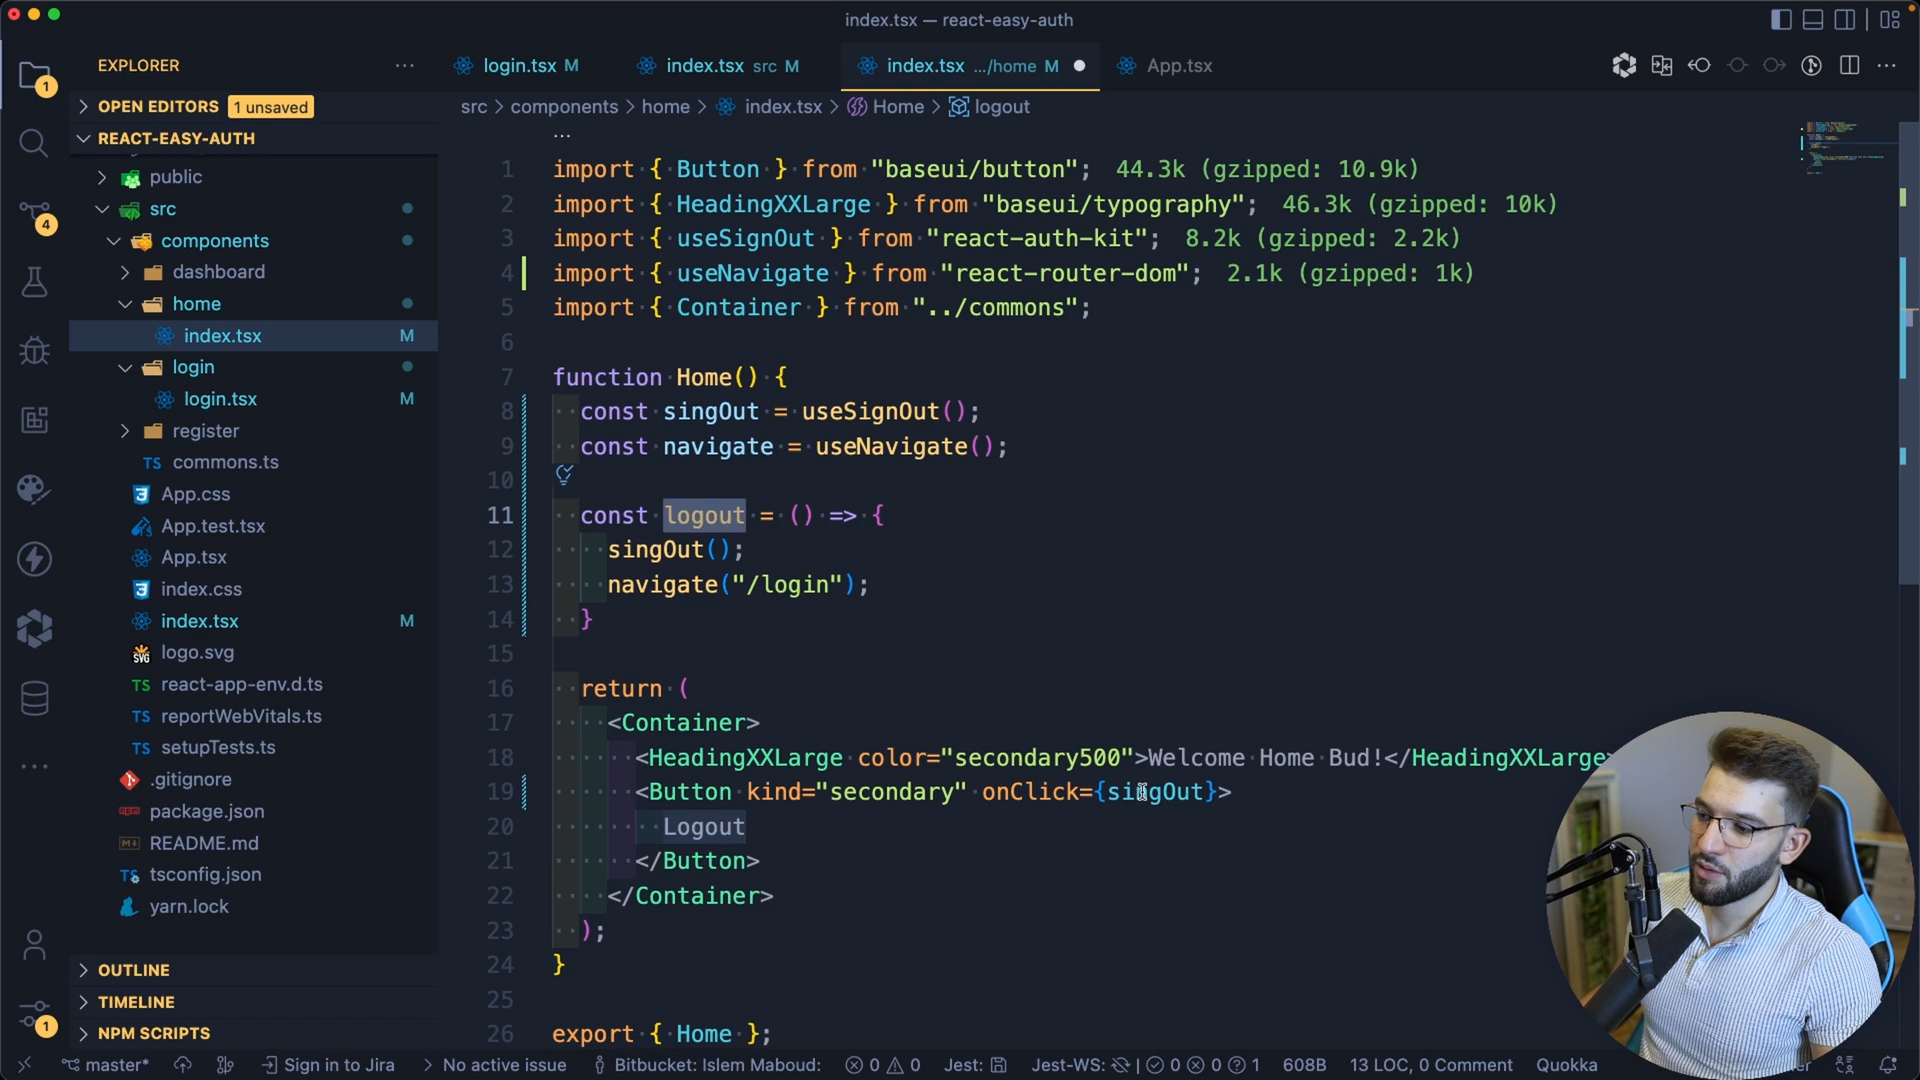 index.tsx — react-easy-auth
EXPLORER
login.tsx M
index.tsx src M
index.tsx .../home M
App.tsx
OPEN EDITORS 1 unsaved
src > components > home > index.tsx > Home > logout
REACT-EASY-AUTH
public
src
components
dashboard
home
index.tsx M
login
login.tsx M
register
commons.ts
App.css
App.test.tsx
App.tsx
index.css
index.tsx M
logo.svg
react-app-env.d.ts
reportWebVitals.ts
setupTests.ts
.gitignore
package.json
README.md
tsconfig.json
yarn.lock
OUTLINE
TIMELINE
NPM SCRIPTS
1
4
1
...
1 import { Button } from "baseui/button"; 44.3k (gzipped: 10.9k)
2 import { HeadingXXLarge } from "baseui/typography"; 46.3k (gzipped: 10k)
3 import { useSignOut } from "react-auth-kit"; 8.2k (gzipped: 2.2k)
4 import { useNavigate } from "react-router-dom"; 2.1k (gzipped: 1k)
5 import { Container } from "../commons";
6
7 function Home() {
8 const singOut = useSignOut();
9 const navigate = useNavigate();
10
11 const logout = () => {
12 singOut();
13 navigate("/login");
14 }
15
16 return (
17 <Container>
18 <HeadingXXLarge color="secondary500">Welcome Home Bud!</HeadingXXLarge>
19 <Button kind="secondary" onClick={singOut}>
20 Logout
21 </Button>
22 </Container>
23 );
24 }
25
26 export { Home };
master* Sign in to Jira No active issue Bitbucket: Islem Maboud: 0 0 Jest: Jest-WS: | 0 0 1 608B 13 LOC, 0 Comment Quokka